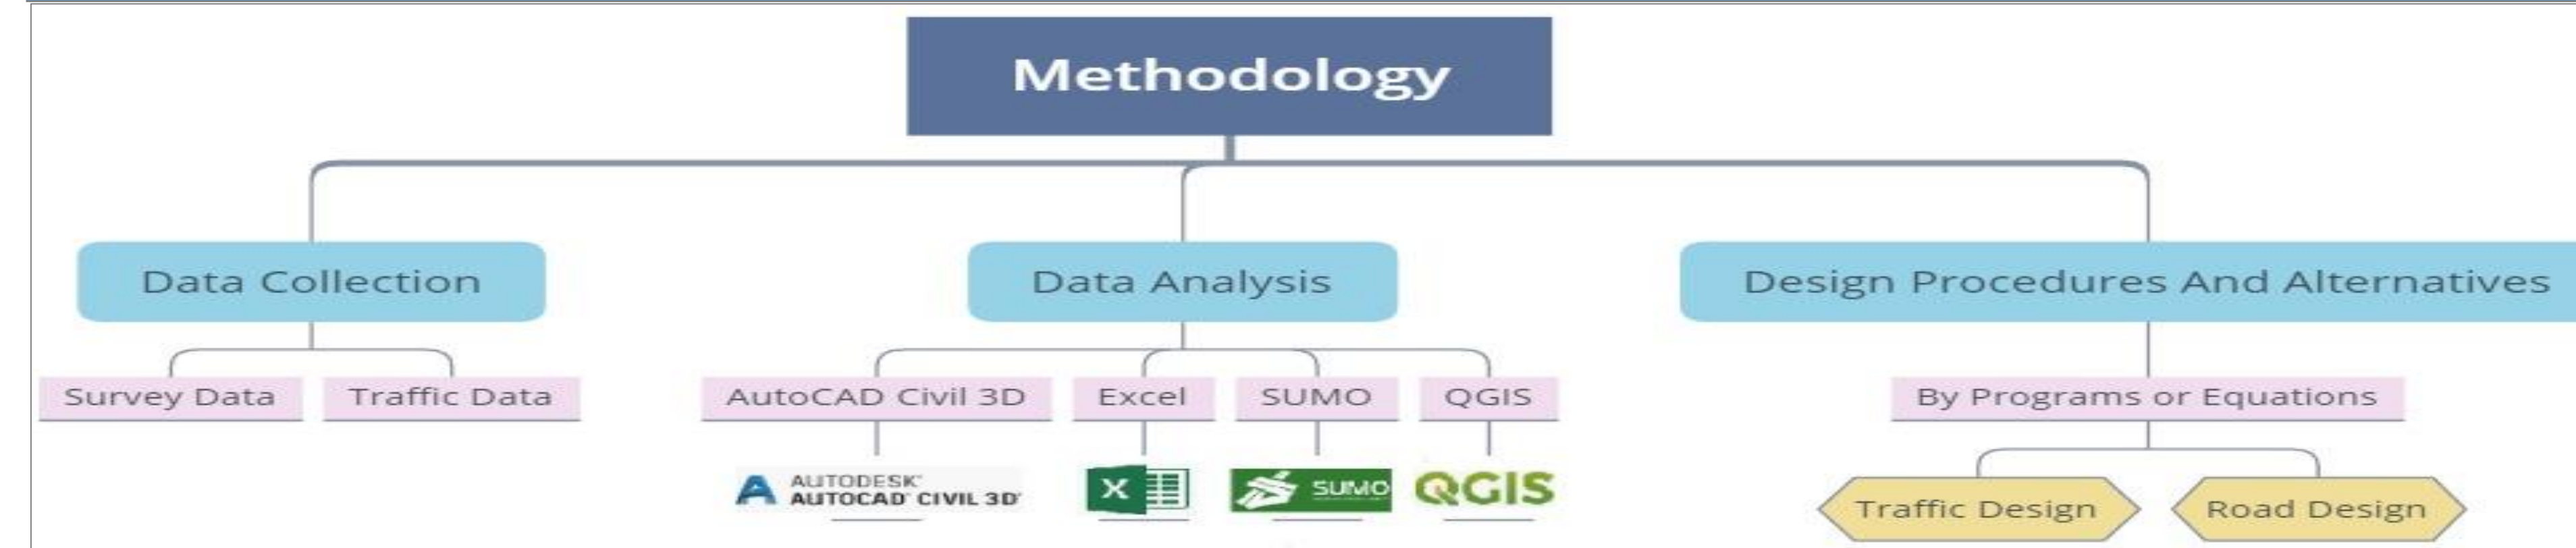 Methodology
Data Collection
Data Analysis
Design Procedures And Alternatives
Survey Data
Traffic Data
AutoCAD Civil 3D
Excel
SUMO
QGIS
By Programs or Equations
AUTODESK
AUTOCAD CIVIL 3D
X
SUMO
QGIS
Traffic Design
Road Design